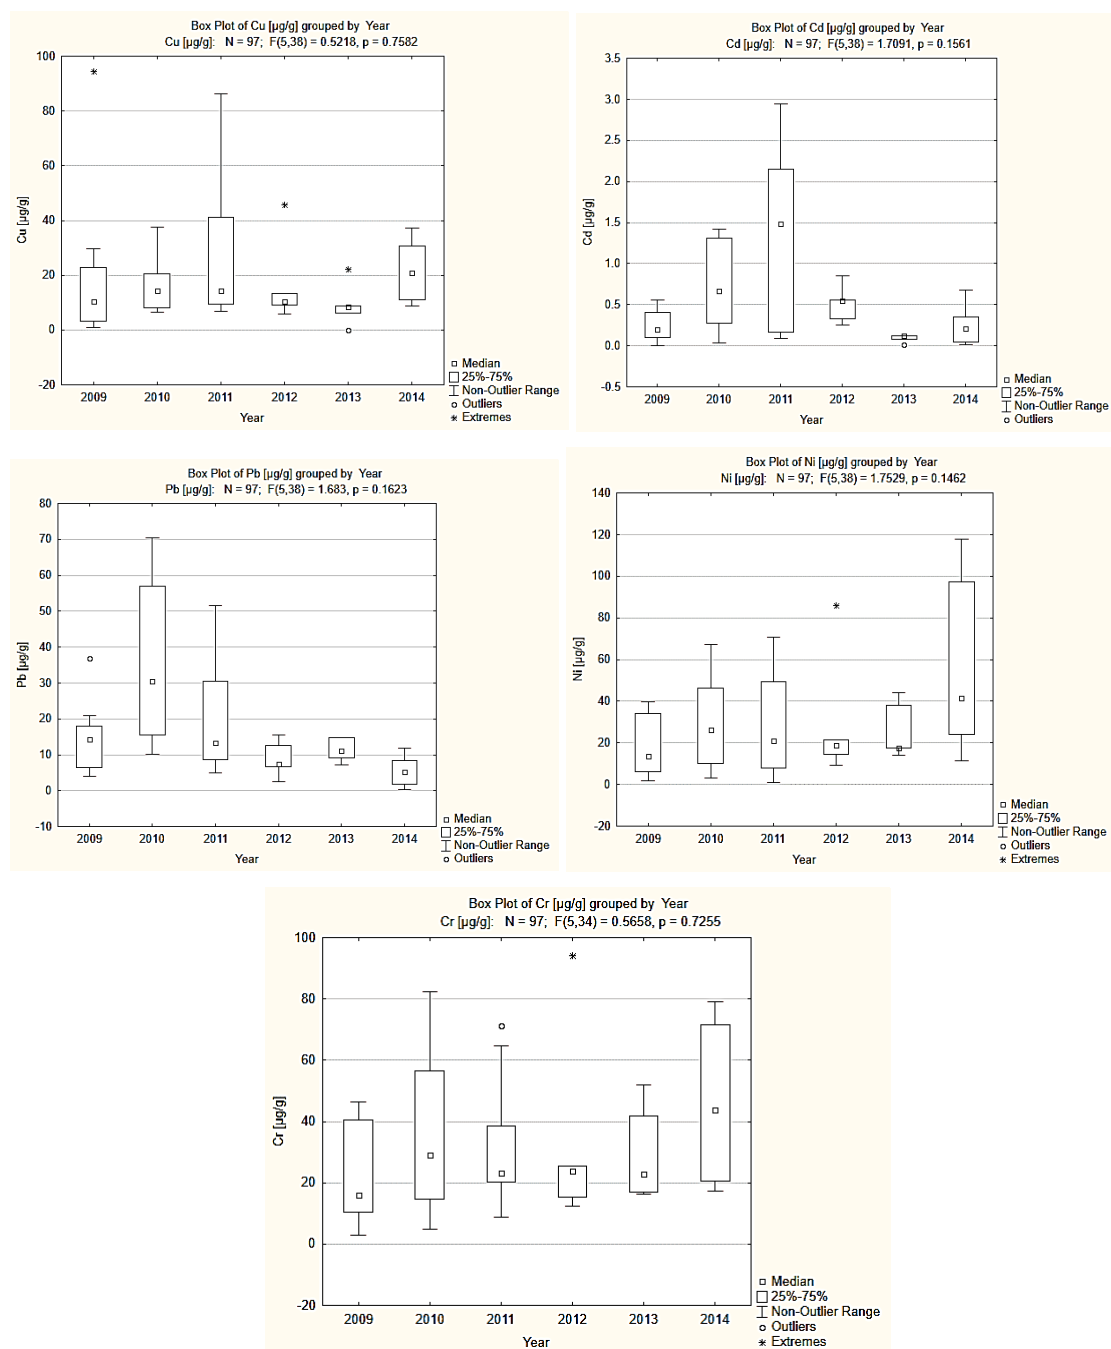 Box Plot of Cu [µg/g] grouped by Year
Cu [µg/g]: N = 97; F(5,38) = 0.5218, p = 0.7582
100
80
60
40
20
0
-20
Cu [µg/g]
2009 2010 2011 2012 2013 2014
Year
Median
25%-75%
Non-Outlier Range
Outliers
Extremes
Box Plot of Cd [µg/g] grouped by Year
Cd [µg/g]: N = 97; F(5,38) = 1.7091, p = 0.1561
3.5
3.0
2.5
2.0
1.5
1.0
0.5
0.0
-0.5
Cd [µg/g]
2009 2010 2011 2012 2013 2014
Year
Median
25%-75%
Non-Outlier Range
Outliers
Box Plot of Pb [µg/g] grouped by Year
Pb [µg/g]: N = 97; F(5,38) = 1.683, p = 0.1623
80
70
60
50
40
30
20
10
0
-10
Pb [µg/g]
2009 2010 2011 2012 2013 2014
Year
Median
25%-75%
Non-Outlier Range
Outliers
Box Plot of Ni [µg/g] grouped by Year
Ni [µg/g]: N = 97; F(5,38) = 1.7529, p = 0.1462
140
120
100
80
60
40
20
0
-20
Ni [µg/g]
2009 2010 2011 2012 2013 2014
Year
Median
25%-75%
Non-Outlier Range
Outliers
Extremes
Box Plot of Cr [µg/g] grouped by Year
Cr [µg/g]: N = 97; F(5,34) = 0.5658, p = 0.7255
100
80
60
40
20
0
-20
Cr [µg/g]
2009 2010 2011 2012 2013 2014
Year
Median
25%-75%
Non-Outlier Range
Outliers
Extremes